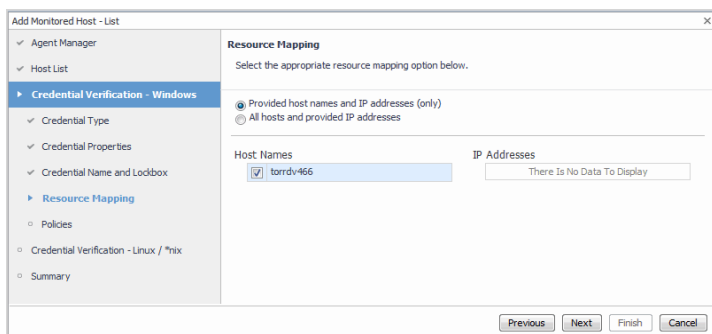 Add Monitored Host - List
Agent Manager
Host List
Credential Verification - Windows
Credential Type
Credential Properties
Credential Name and Lockbox
Resource Mapping
Policies
Credential Verification - Linux / *nix
Summary
Resource Mapping
Select the appropriate resource mapping option below.
Provided host names and IP addresses (only)
All hosts and provided IP addresses
Host Names IP Addresses
torrdv466 There Is No Data To Display
Previous Next Finish Cancel